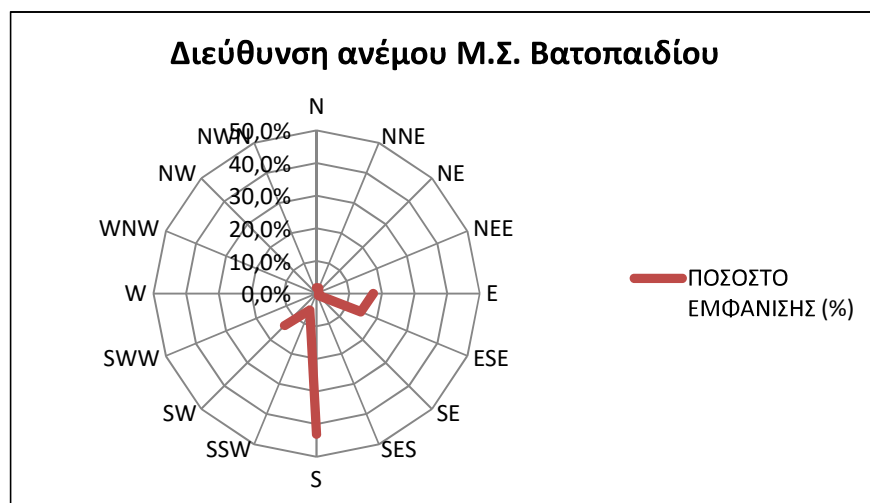 Διεύθυνση ανέμου Μ.Σ. Βατοπαιδίου
N
NNE
NE
NEE
E
ESE
SE
SES
S
SSW
SW
SWW
W
WNW
NW
NWN
50,0%
40,0%
30,0%
20,0%
10,0%
0,0%
ΠΟΣΟΣΤΟ
ΕΜΦΑΝΙΣΗΣ (%)